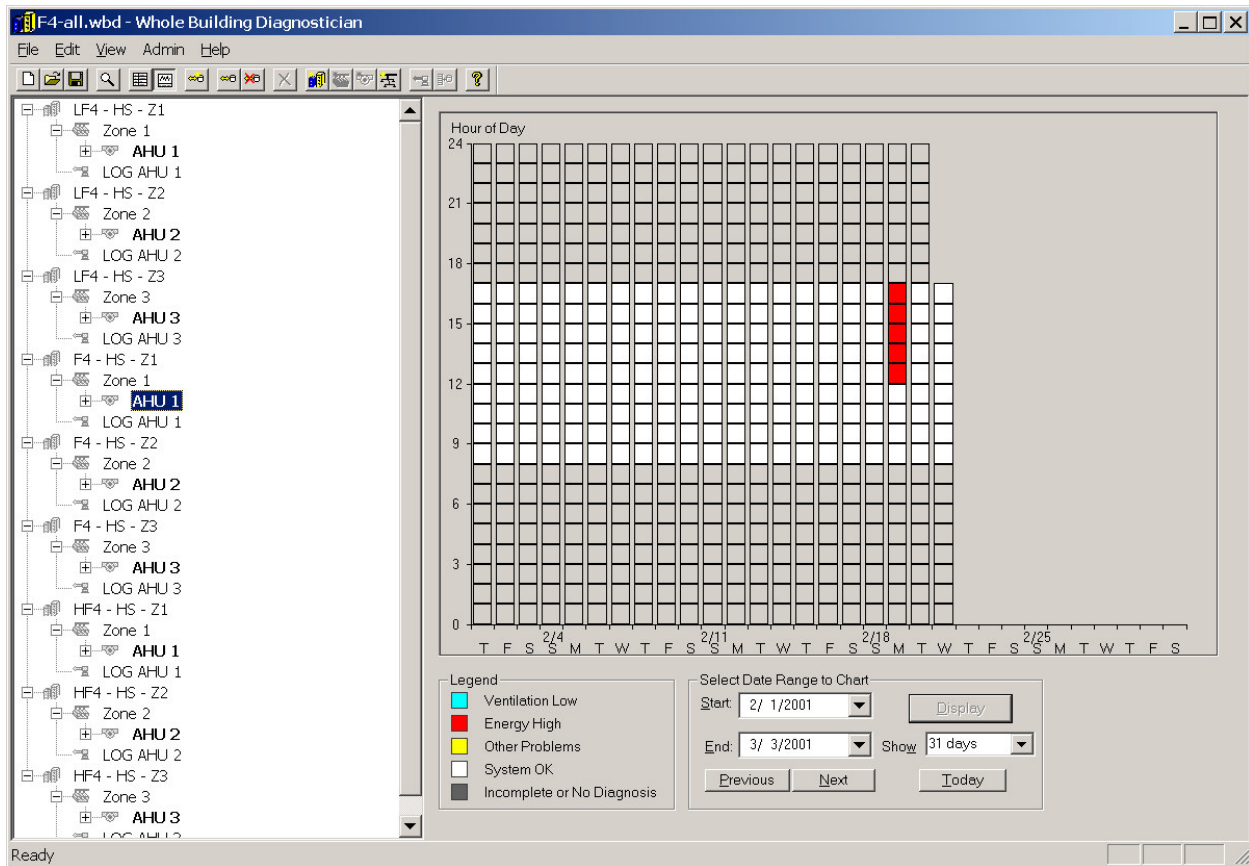 F4-all.wbd - Whole Building Diagnostician
File Edit View Admin Help
LF4 - HS - Z1
Zone 1
AHU 1
LOG AHU 1
LF4 - HS - Z2
Zone 2
AHU 2
LOG AHU 2
LF4 - HS - Z3
Zone 3
AHU 3
LOG AHU 3
F4 - HS - Z1
Zone 1
AHU 1
LOG AHU 1
F4 - HS - Z2
Zone 2
AHU 2
LOG AHU 2
F4 - HS - Z3
Zone 3
AHU 3
LOG AHU 3
HF4 - HS - Z1
Zone 1
AHU 1
LOG AHU 1
HF4 - HS - Z2
Zone 2
AHU 2
LOG AHU 2
HF4 - HS - Z3
Zone 3
AHU 3
Hour of Day
24
21
18
15
12
9
6
3
0
2/4 2/11 2/18 2/25
T F S S M T W T F S S M T W T F S S M T W T F S S M T W T F S
Legend
Ventilation Low
Energy High
Other Problems
System OK
Incomplete or No Diagnosis
Select Date Range to Chart
Start: 2/ 1/2001 Display
End: 3/ 3/2001 Show 31 days
Previous Next Today
Ready